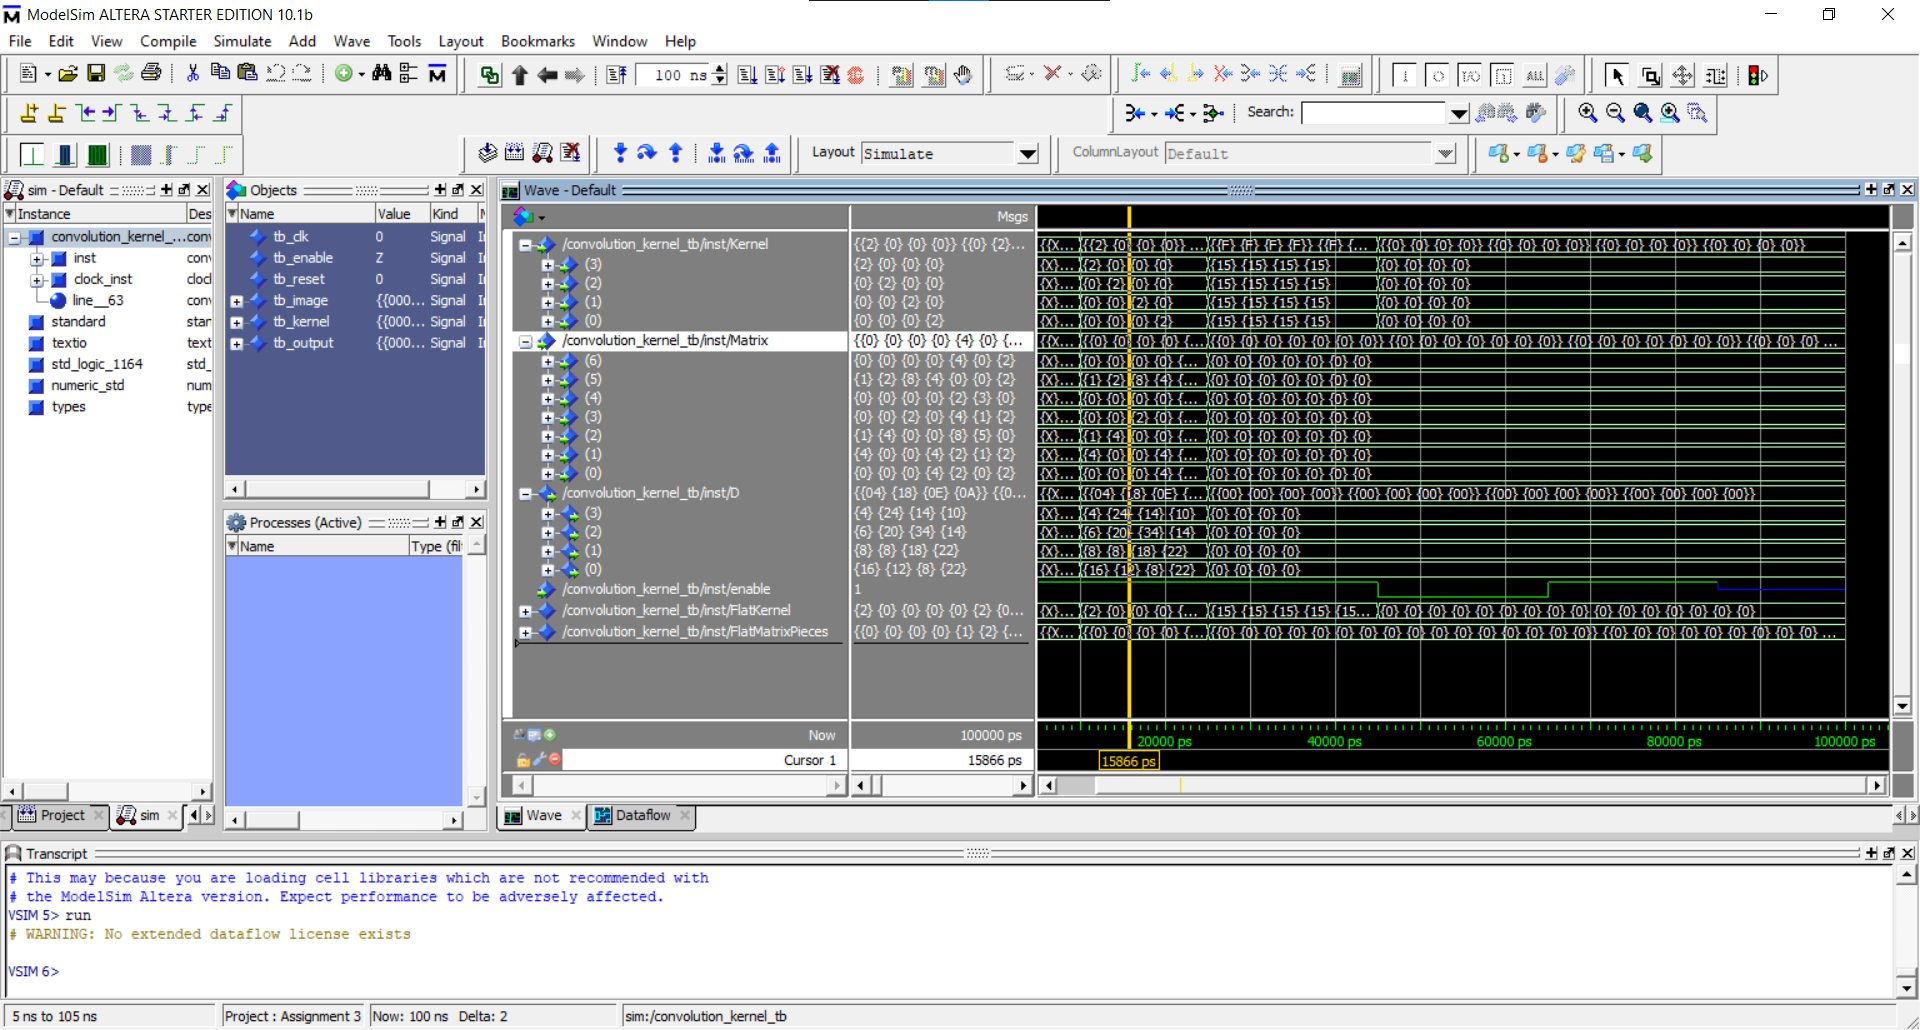 ModelSim ALTERA STARTER EDITION 10.1b
File Edit View Compile Simulate Add Wave Tools Layout Bookmarks Window Help
100 ns
Search:
Layout Simulate
ColumnLayout Default
sim - Default
Instance Des
convolution_kernel_... conv
inst con
clock_inst cloc
line__63 con
standard star
textio text
std_logic_1164 std_
numeric_std num
types type
Project sim
Objects
Name Value Kind
tb_clk 0 Signal
tb_enable Z Signal
tb_reset 0 Signal
tb_image {{000... Signal
tb_kernel {{000... Signal
tb_output {{000... Signal
Processes (Active)
Name Type (filt
Wave - Default
Msgs
/convolution_kernel_tb/inst/Kernel {{2} {0} {0} {0}} {{0} {2}...
(3) {2} {0} {0} {0}
(2) {0} {2} {0} {0}
(1) {0} {0} {2} {0}
(0) {0} {0} {0} {2}
/convolution_kernel_tb/inst/Matrix {{0} {0} {0} {0} {4} {0} {...
(6) {0} {0} {0} {0} {4} {0} {2}
(5) {1} {2} {8} {4} {0} {0} {2}
(4) {0} {0} {0} {0} {2} {3} {0}
(3) {0} {0} {2} {0} {4} {1} {2}
(2) {1} {4} {0} {0} {8} {5} {0}
(1) {4} {0} {0} {0} {4} {2} {1} {2}
(0) {0} {0} {0} {4} {2} {0} {2}
/convolution_kernel_tb/inst/D {{04} {18} {0E} {0A}} {{0...
(3) {4} {24} {14} {10}
(2) {6} {20} {34} {14}
(1) {8} {8} {18} {22}
(0) {16} {12} {8} {22}
/convolution_kernel_tb/inst/enable 1
/convolution_kernel_tb/inst/FlatKernel {2} {0} {0} {0} {0} {2} {0...
/convolution_kernel_tb/inst/FlatMatrixPieces {{0} {0} {0} {0} {1} {2} {...
Now 100000 ps
Cursor 1 15866 ps
20000 ps 40000 ps 60000 ps 80000 ps 100000 ps
15866 ps
Wave Dataflow
Transcript
# This may because you are loading cell libraries which are not recommended with
# the ModelSim Altera version. Expect performance to be adversely affected.
VSIM 5> run
# WARNING: No extended dataflow license exists
VSIM 6>
5 ns to 105 ns Project : Assignment 3 Now: 100 ns Delta: 2 sim:/convolution_kernel_tb